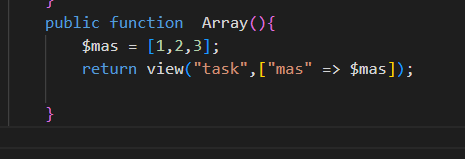 }
public function  Array(){
$mas = [1,2,3];
return view("task",["mas" => $mas]);
}